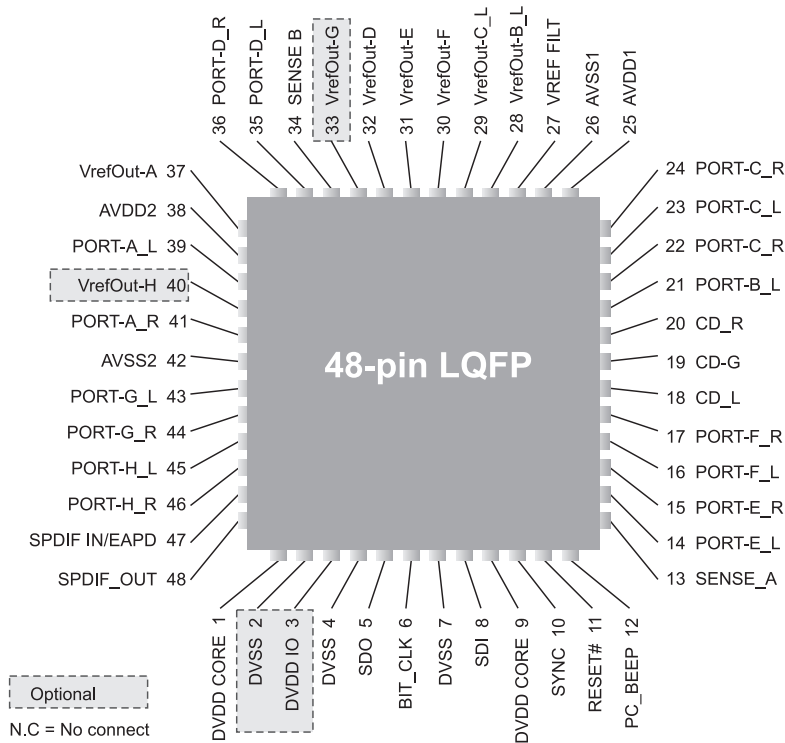 36 PORT-D_R
35 PORT-D_L
34 SENSE B
33 VrefOut-G
32 VrefOut-D
31 VrefOut-E
30 VrefOut-F
29 VrefOut-C_L
28 VrefOut-B_L
27 VREF FILT
26 AVSS1
25 AVDD1
VrefOut-A 37
AVDD2 38
PORT-A_L 39
VrefOut-H 40
PORT-A_R 41
AVSS2 42
PORT-G_L 43
PORT-G_R 44
PORT-H_L 45
PORT-H_R 46
SPDIF IN/EAPD 47
SPDIF_OUT 48
48-pin LQFP
24 PORT-C_R
23 PORT-C_L
22 PORT-C_R
21 PORT-B_L
20 CD_R
19 CD-G
18 CD_L
17 PORT-F_R
16 PORT-F_L
15 PORT-E_R
14 PORT-E_L
13 SENSE_A
DVDD CORE 1
DVSS 2
DVDD IO 3
DVSS 4
SDO 5
BIT_CLK 6
DVSS 7
SDI 8
DVDD CORE 9
SYNC 10
RESET# 11
PC_BEEP 12
Optional
N.C = No connect